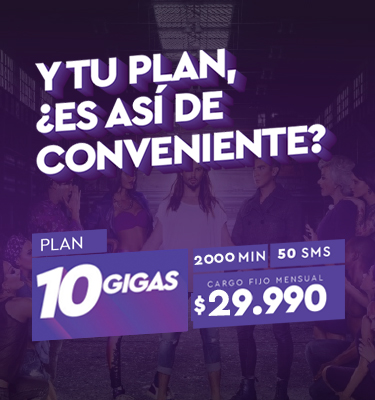 Y TU PLAN,
¿ES ASÍ DE
CONVENIENTE?
PLAN
10 GIGAS
2000 MIN 50 SMS
CARGO FIJO MENSUAL
$29.990